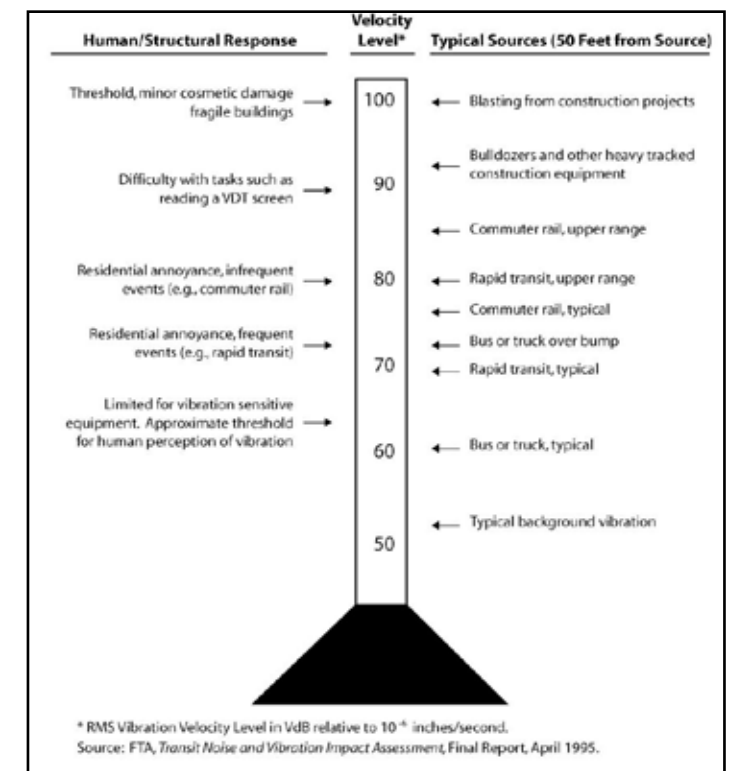 Human/Structural Response
Velocity
Level*
Typical Sources (50 Feet from Source)
Threshold, minor cosmetic damage
fragile buildings
100
Blasting from construction projects
Bulldozers and other heavy tracked
construction equipment
Difficulty with tasks such as
reading a VDT screen
90
Commuter rail, upper range
Residential annoyance, infrequent
events (e.g., commuter rail)
80
Rapid transit, upper range
Commuter rail, typical
Residential annoyance, frequent
events (e.g., rapid transit)
Bus or truck over bump
70
Rapid transit, typical
Limited for vibration sensitive
equipment. Approximate threshold
for human perception of vibration
60
Bus or truck, typical
Typical background vibration
50
* RMS Vibration Velocity Level in VdB relative to 10⁻⁶ inches/second.
Source: FTA, Transit Noise and Vibration Impact Assessment, Final Report, April 1995.